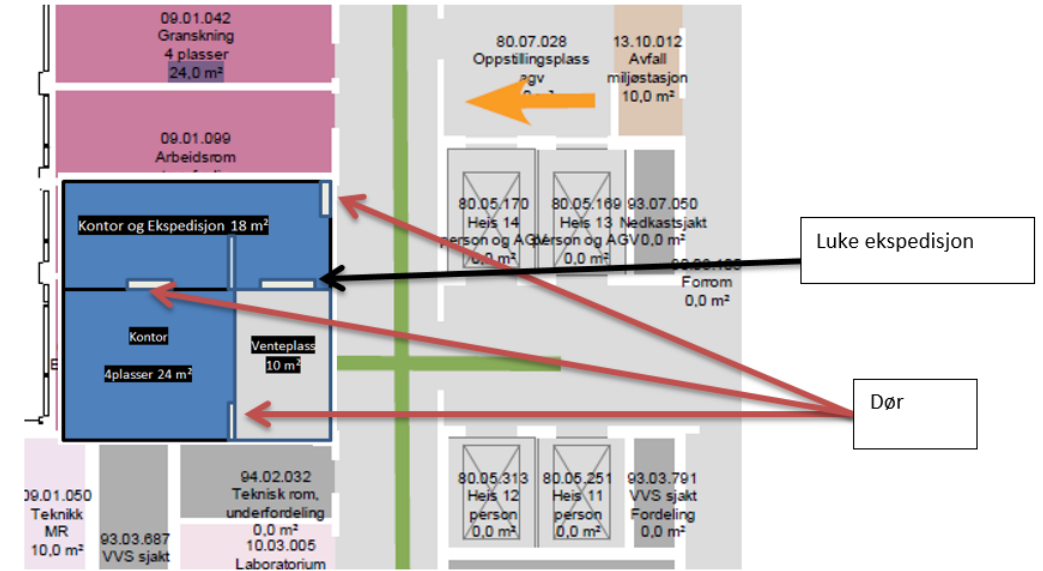 09.01.042
Granskning
4 plasser
24,0 m²
80.07.028
Oppstillingsplass
agv
m²
13.10.012
Avfall
miljøstasjon
10,0 m²
09.01.099
Arbeidsrom
Kontor og Ekspedisjon 18 m²
80.05.170
Heis 14
person og AGV
0,0 m²
80.05.169
Heis 13
person og AGV
0,0 m²
93.07.050
Nedkastsjakt
0,0 m²
Luke ekspedisjon
Forrom
0,0 m²
Kontor
4plasser 24 m²
Venteplass
10 m²
Dør
09.01.050
Teknikk
MR
10,0 m²
93.03.687
VVS sjakt
94.02.032
Teknisk rom,
underfordeling
0,0 m²
10.03.005
Laboratorium
80.05.313
Heis 12
person
0,0 m²
80.05.251
Heis 11
person
0,0 m²
93.03.791
VVS sjakt
Fordeling
0,0 m²